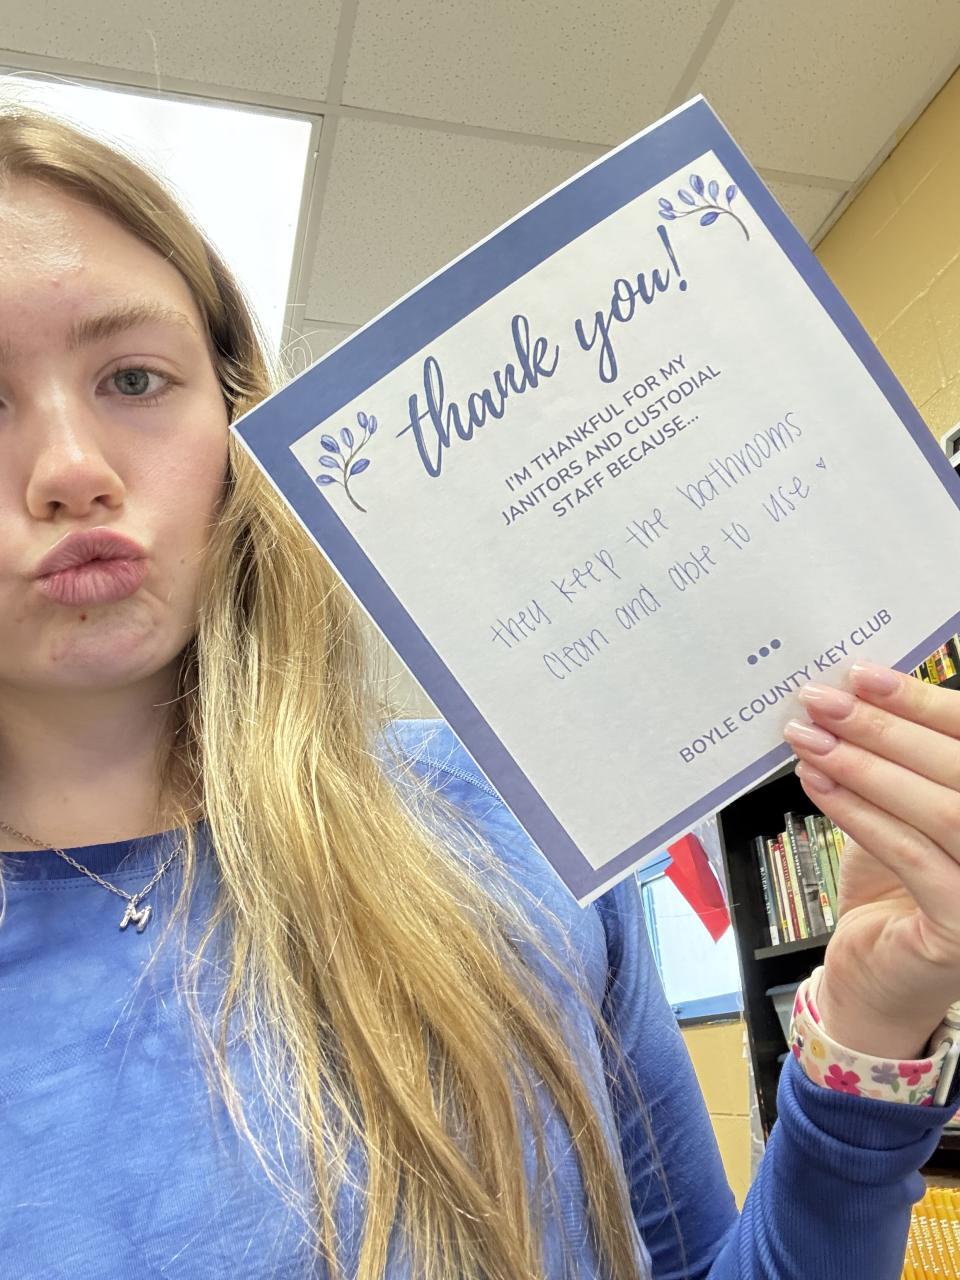 thank you!
I'M THANKFUL FOR MY
JANITORS AND CUSTODIAL
STAFF BECAUSE...
they keep the bathrooms
clean and able to use
BOYLE COUNTY KEY CLUB
M